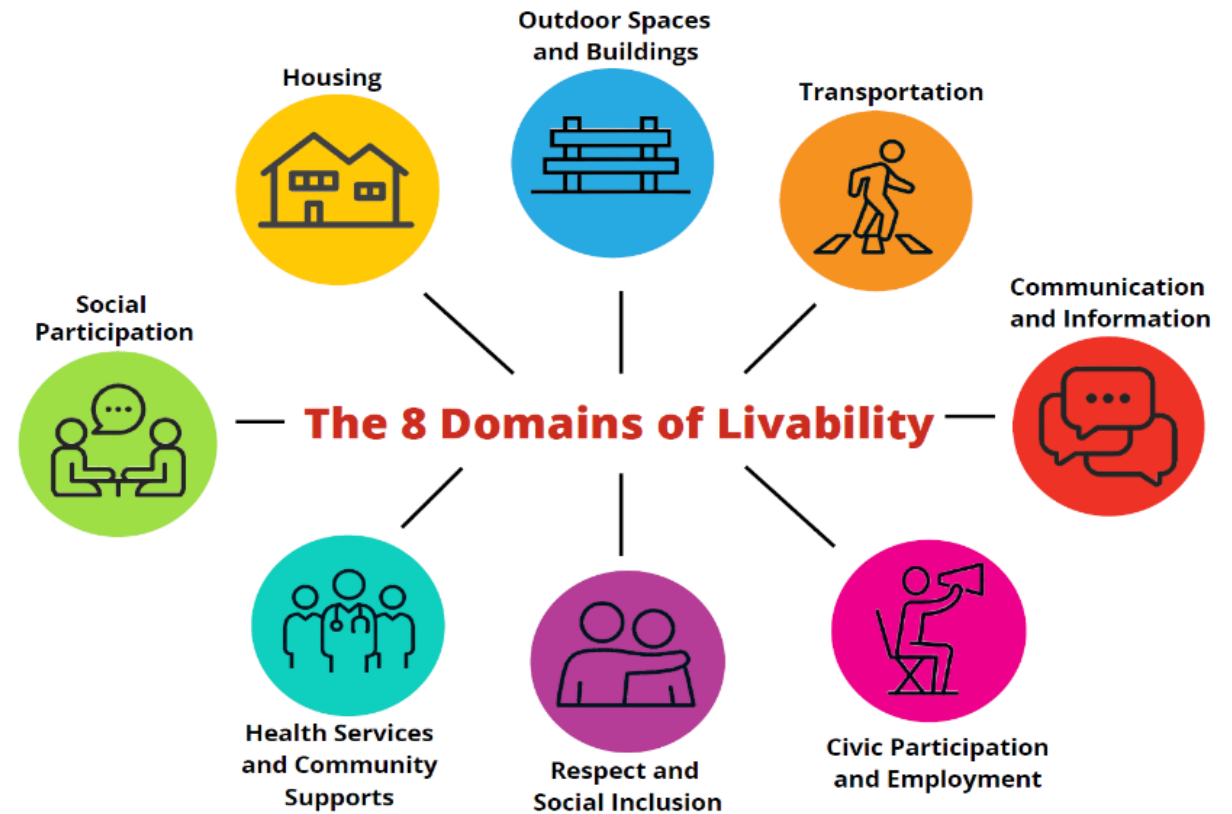 Outdoor Spaces
and Buildings
Housing
Transportation
Communication
and Information
Social
Participation
The 8 Domains of Livability
Health Services
and Community
Supports
Respect and
Social Inclusion
Civic Participation
and Employment